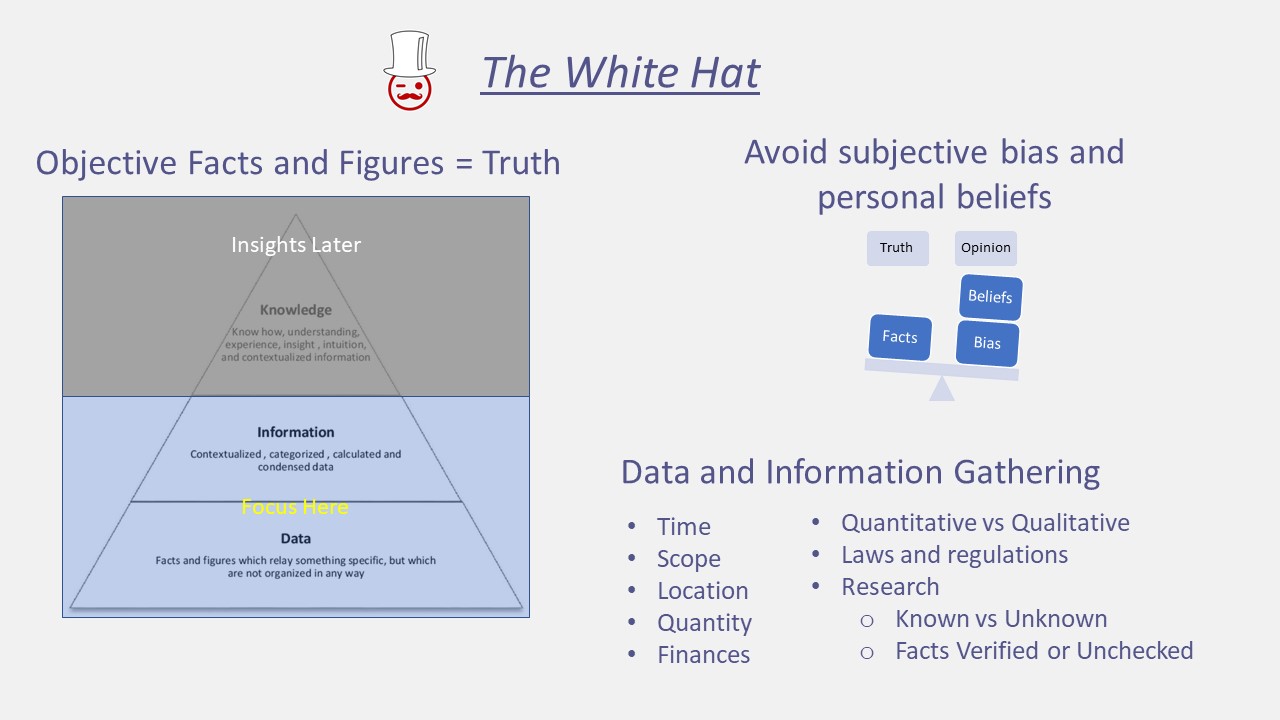 The White Hat
Objective Facts and Figures = Truth
Insights Later
Knowledge
Know how, understanding,
experience, insight , intuition,
and contextualized information
Information
Contextualized , categorized , calculated and
condensed data
Focus Here
Data
Facts and figures which relay something specific, but which
are not organized in any way
Avoid subjective bias and
personal beliefs
Truth
Opinion
Beliefs
Facts
Bias
Data and Information Gathering
• Time
• Scope
• Location
• Quantity
• Finances
• Quantitative vs Qualitative
• Laws and regulations
• Research
o Known vs Unknown
o Facts Verified or Unchecked